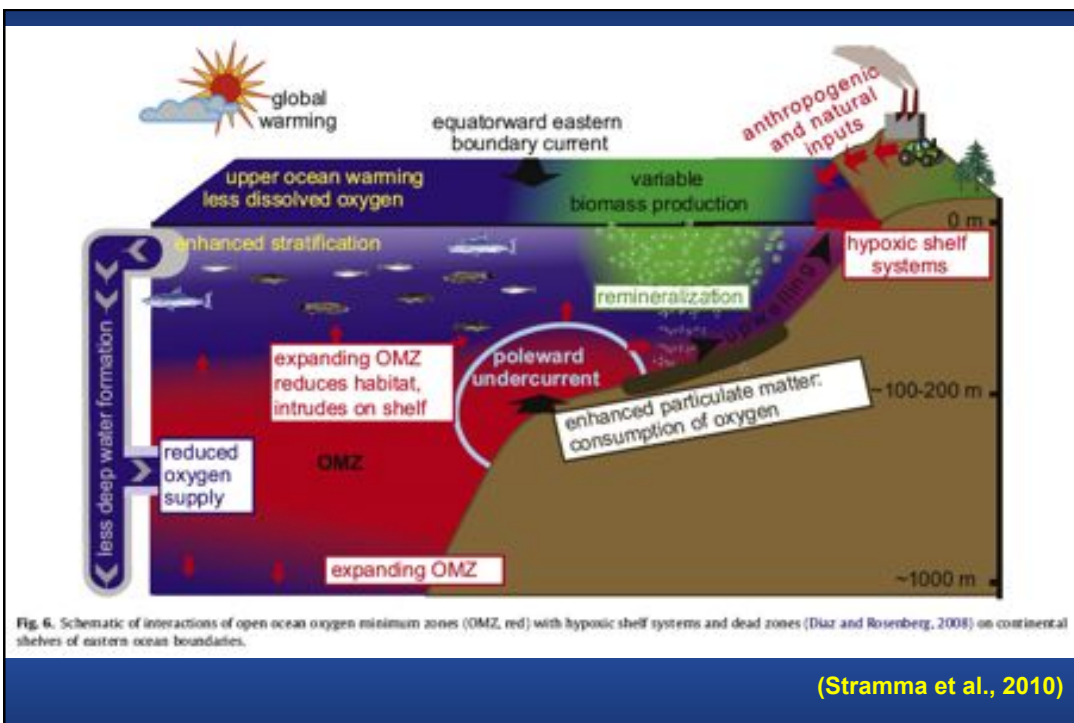 global
warming
equatorward eastern
boundary current
anthropogenic
and natural
inputs
upper ocean warming
less dissolved oxygen
variable
biomass production
0 m
enhanced stratification
hypoxic shelf
systems
remineralization
upwelling
expanding OMZ
reduces habitat,
intrudes on shelf
poleward
undercurrent
~100-200 m
enhanced particulate matter:
consumption of oxygen
less deep water formation
reduced
oxygen
supply
OMZ
expanding OMZ
~1000 m
Fig. 6. Schematic of interactions of open ocean oxygen minimum zones (OMZ, red) with hypoxic shelf systems and dead zones (Diaz and Rosenberg, 2008) on continental
shelves of eastern ocean boundaries.
(Stramma et al., 2010)